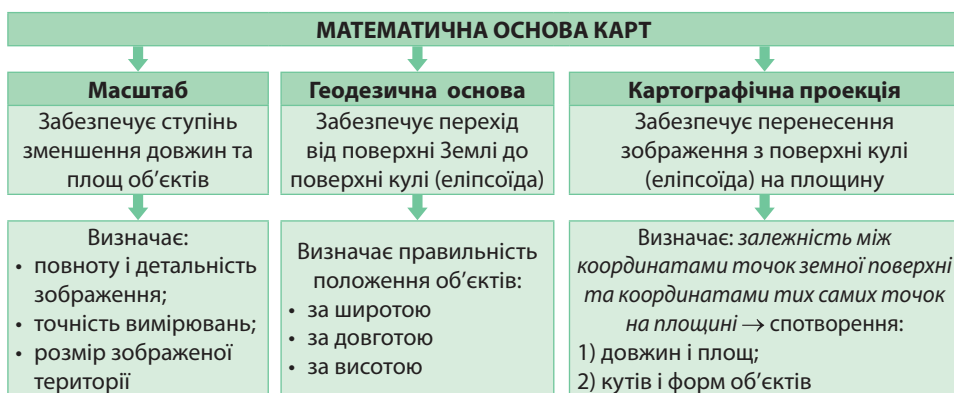 МАТЕМАТИЧНА ОСНОВА КАРТ
Масштаб
Забезпечує ступінь
зменшення довжин та
площ об’єктів
Визначає:
• повноту і детальність
зображення;
• точність вимірювань;
• розмір зображеної
території
Геодезична основа
Забезпечує перехід
від поверхні Землі до
поверхні кулі (еліпсоїда)
Визначає правильність
положення об’єктів:
• за широтою
• за довготою
• за висотою
Картографічна проекція
Забезпечує перенесення
зображення з поверхні кулі
(еліпсоїда) на площину
Визначає: залежність між
координатами точок земної поверхні
та координатами тих самих точок
на площині → спотворення:
1) довжин і площ;
2) кутів і форм об’єктів